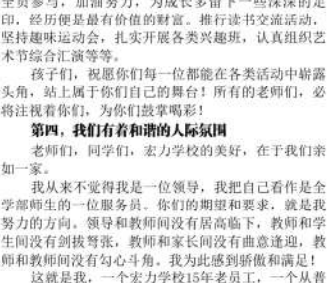 全员参与，加油努力，为成长多留下一些深深的足
印，经历便是最有价值的财富。推行读书交流活动，
坚持趣味运动会，扎实开展各类兴趣班，认真组织艺
术节综合汇演等等。
孩子们，祝愿你们每一位都能在各类活动中崭露
头角，站上属于你们自己的舞台！所有的老师们，必
将注视着你们，为你们鼓掌喝彩！
第四，我们有着和谐的人际氛围
老师们，同学们，宏力学校的美好，在于我们亲
如一家。
我从来不觉得我是一位领导，我把自己看作是全
学部师生的一位服务员。你们的期望和要求，就是我
努力的方向。领导和教师间没有居高临下，教师和学
生间没有剑拔弩张，教师和家长间没有曲意逢迎，教
师和教师间没有勾心斗角。我为此感到骄傲和满足！
这就是我，一个宏力学校15年老员工，一个从普